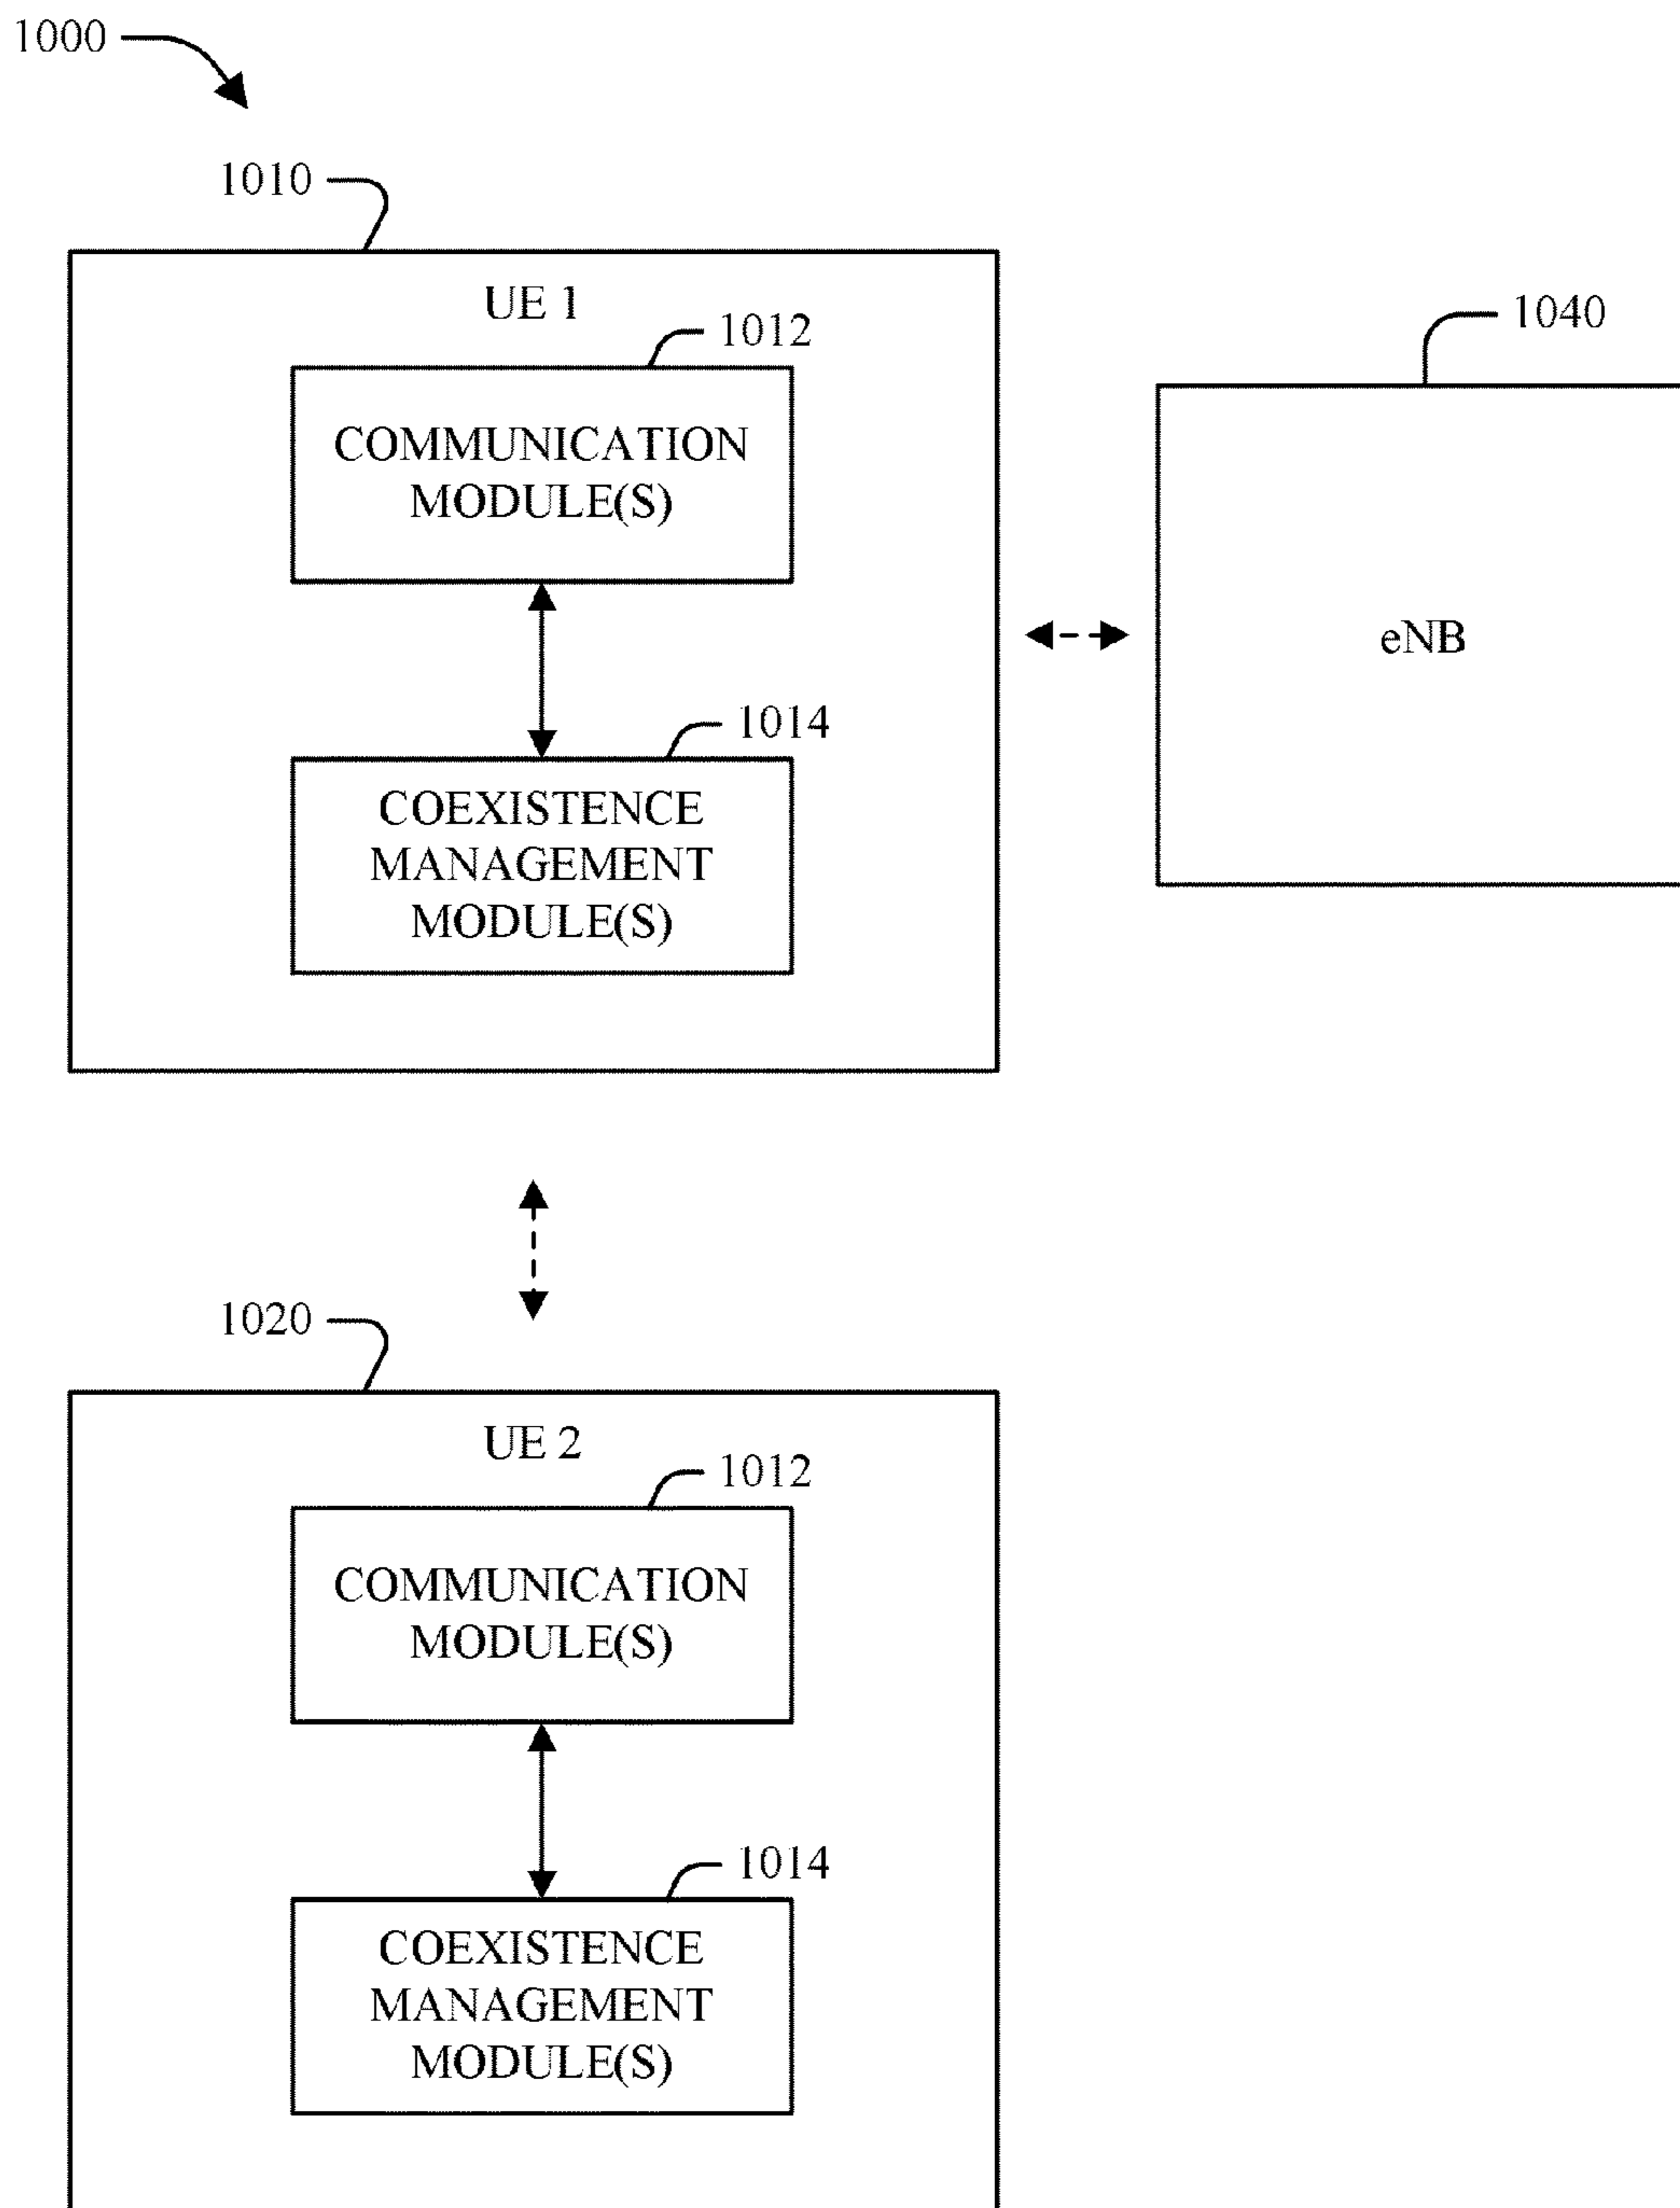 1000
1010
UE 1
1012
COMMUNICATION
MODULE(S)
1014
COEXISTENCE
MANAGEMENT
MODULE(S)
1040
eNB
1020
UE 2
1012
COMMUNICATION
MODULE(S)
1014
COEXISTENCE
MANAGEMENT
MODULE(S)